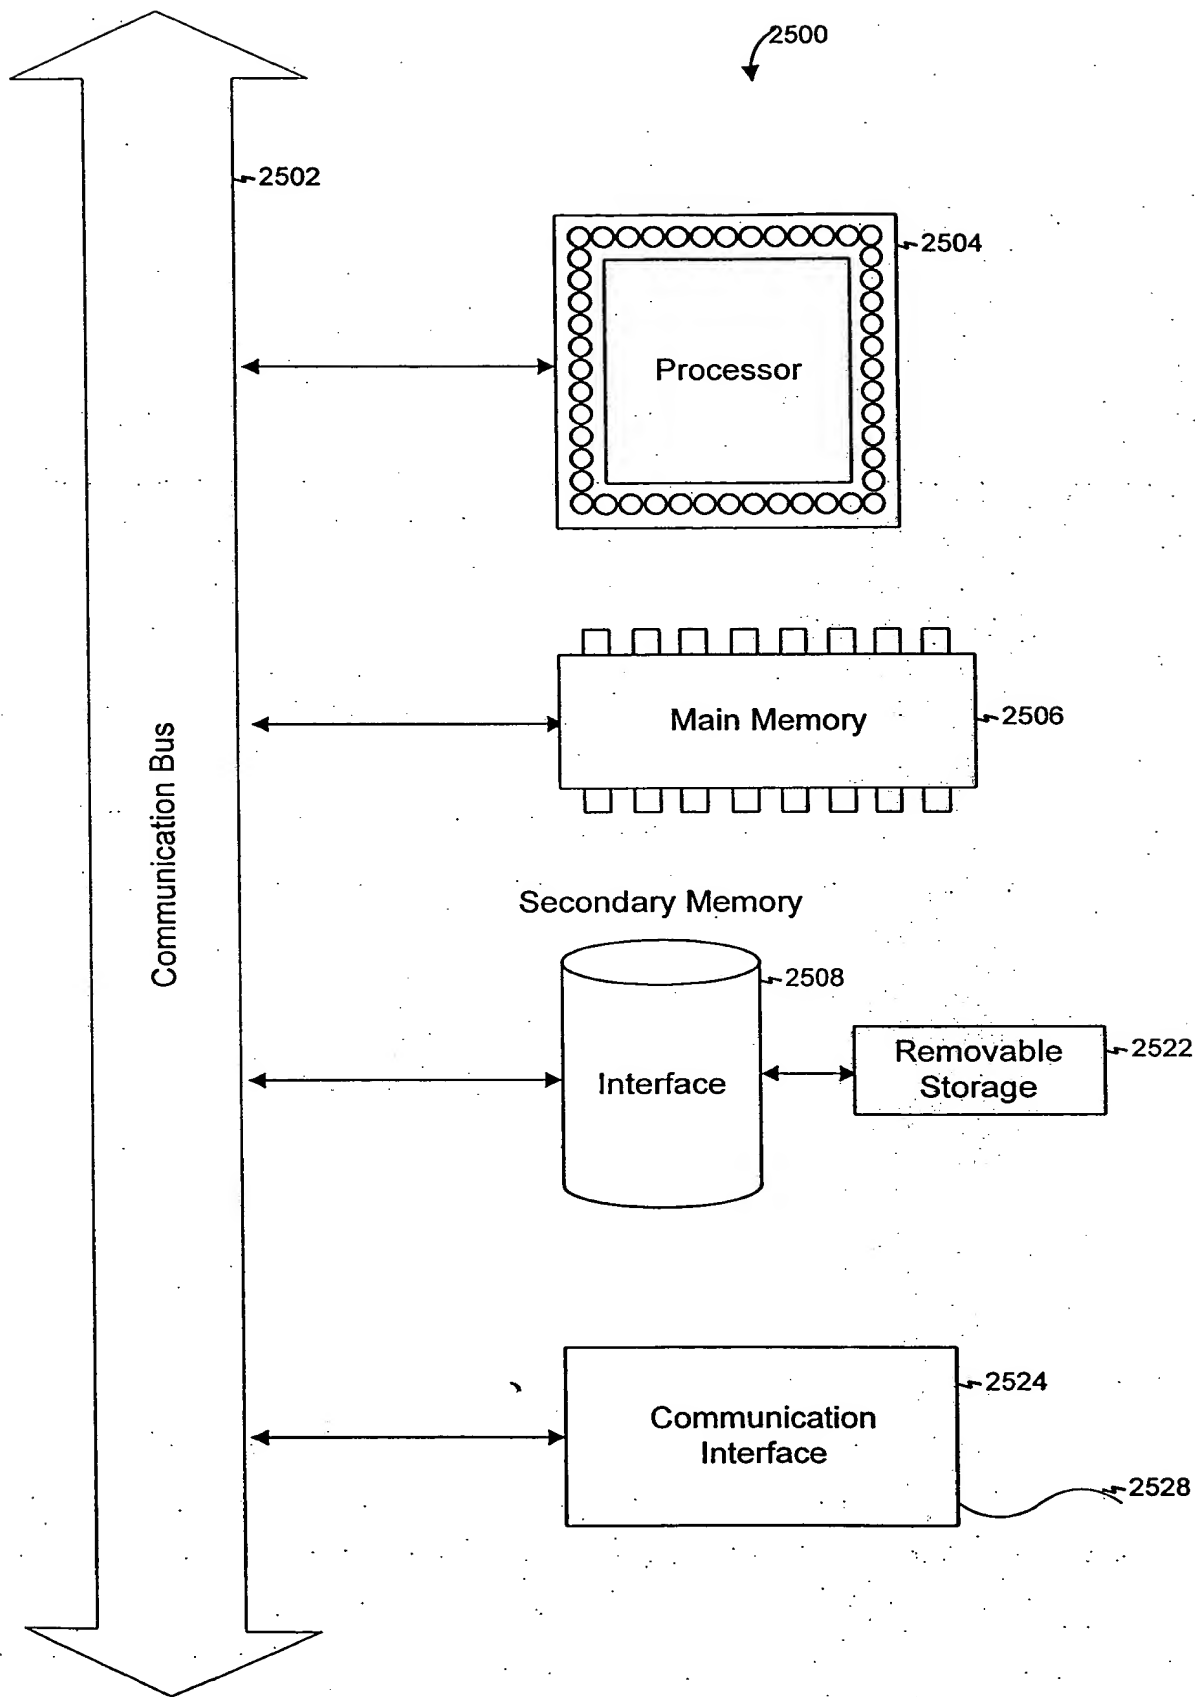 2500
2502
2504
Processor
Main Memory
2506
Communication Bus
Secondary Memory
2508
Interface
Removable
Storage
2522
2524
Communication
Interface
2528